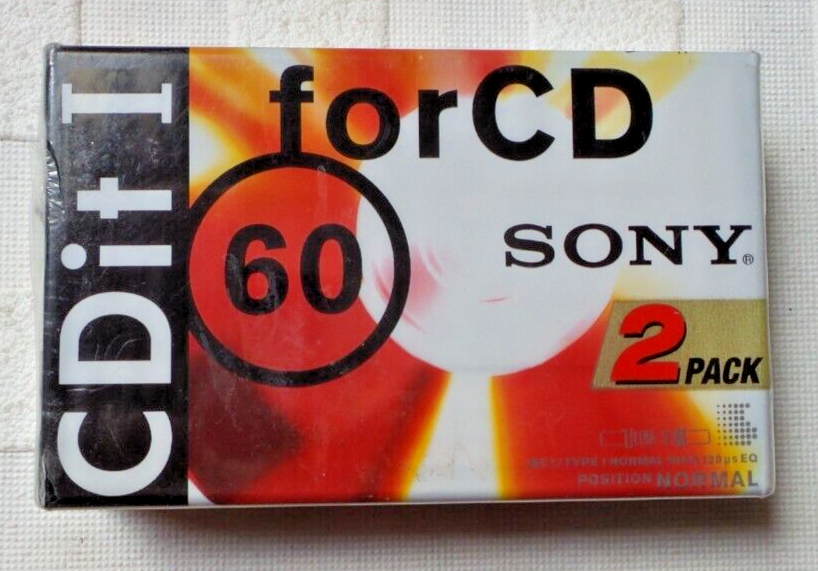 CDit I
forCD
60
SONY®
2 PACK
IEC I / TYPE I NORMAL BIAS 120 μs EQ
POSITION NORMAL